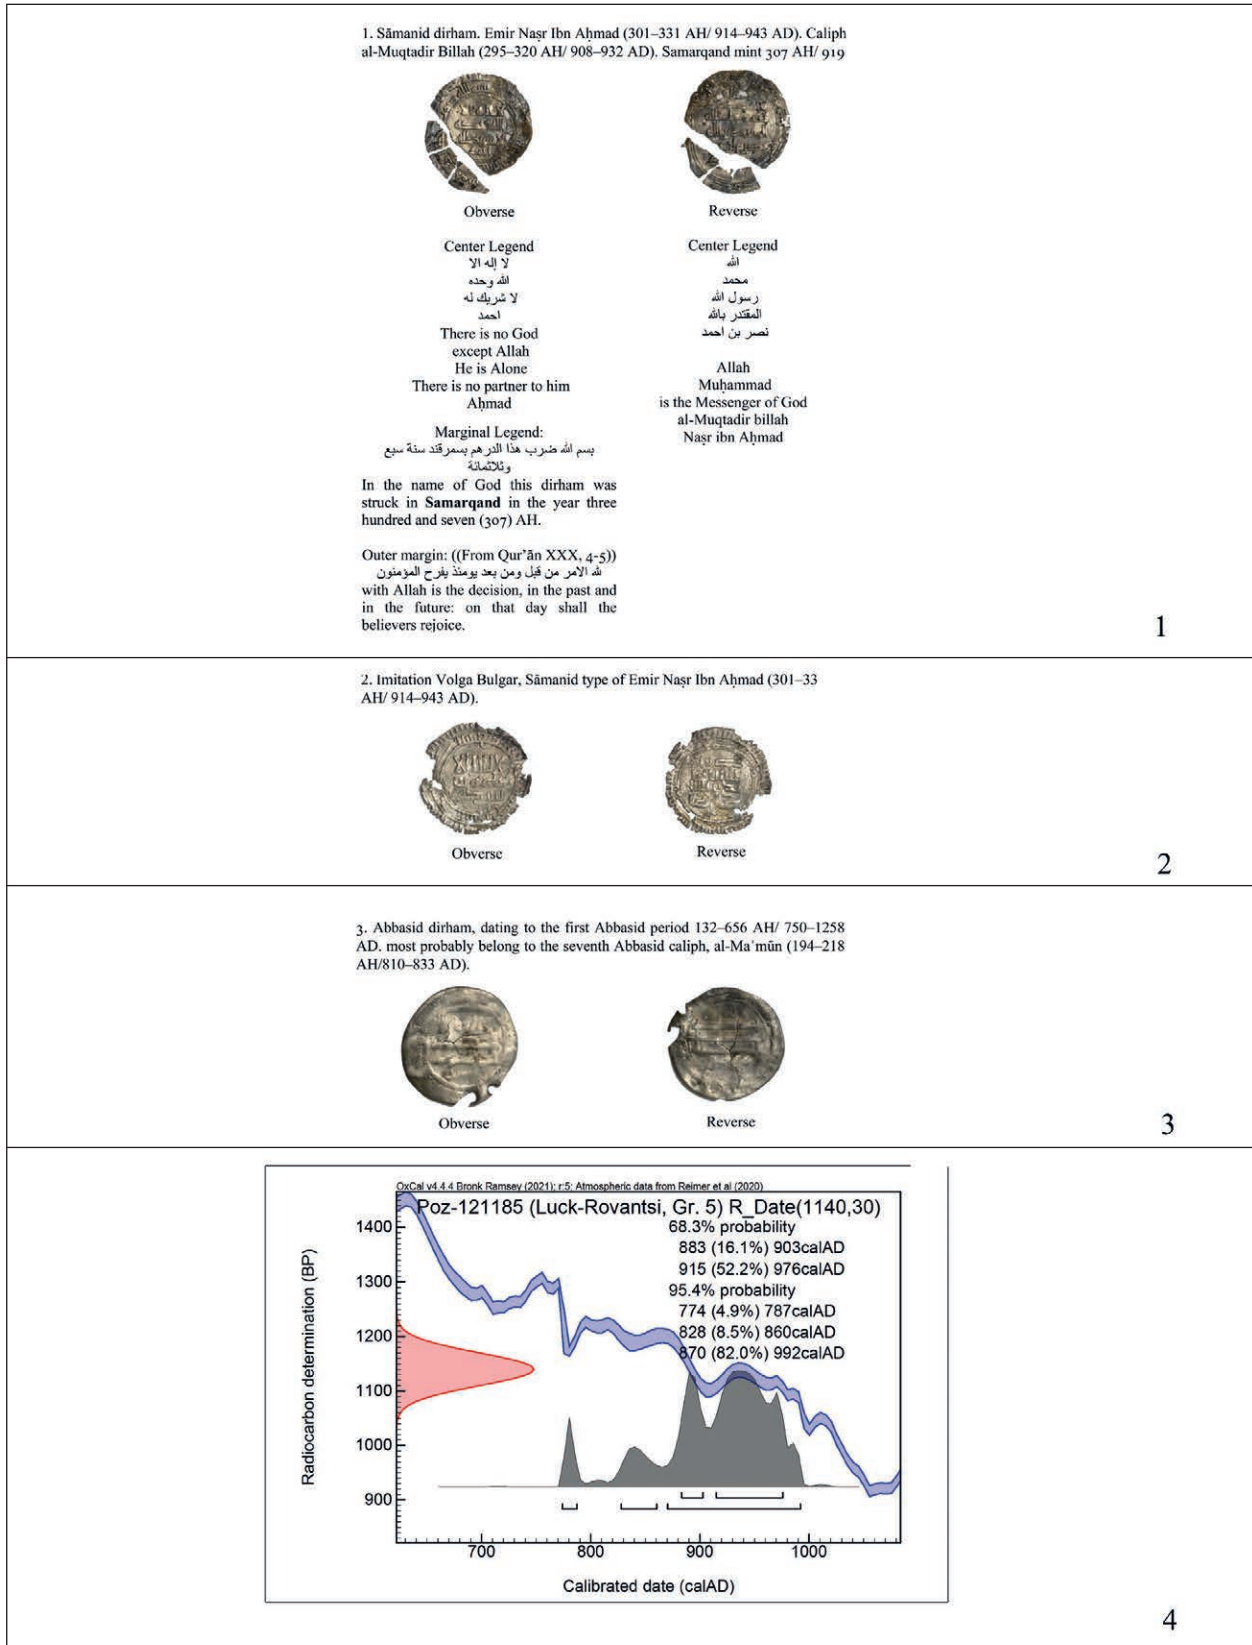 1. Sāmanid dirham. Emir Naṣr Ibn Aḥmad (301–331 AH/ 914–943 AD). Caliph
al-Muqtadir Billah (295–320 AH/ 908–932 AD). Samarqand mint 307 AH/ 919
Obverse
Center Legend
لا إله الا
الله وحده
لا شريك له
احمد
There is no God
except Allah
He is Alone
There is no partner to him
Aḥmad
Marginal Legend:
بسم الله ضرب هذا الدرهم بسمرقند سنة سبع
وثلاثمائة
In the name of God this dirham was
struck in Samarqand in the year three
hundred and seven (307) AH.
Outer margin: ((From Qur’ān XXX, 4-5))
لله الامر من قبل ومن بعد يومئذ يفرح المؤمنون
with Allah is the decision, in the past and
in the future: on that day shall the
believers rejoice.
Reverse
Center Legend
الله
محمد
رسول الله
المقتدر بالله
نصر بن احمد
Allah
Muḥammad
is the Messenger of God
al-Muqtadir billah
Naṣr ibn Aḥmad
1
2. Imitation Volga Bulgar, Sāmanid type of Emir Naṣr Ibn Aḥmad (301–33
AH/ 914–943 AD).
Obverse
Reverse
2
3. Abbasid dirham, dating to the first Abbasid period 132–656 AH/ 750–1258
AD. most probably belong to the seventh Abbasid caliph, al-Ma’mūn (194–218
AH/810–833 AD).
Obverse
Reverse
3
OxCal v4.4.4 Bronk Ramsey (2021); r:5; Atmospheric data from Reimer et al (2020)
Poz-121185 (Luck-Rovantsi, Gr. 5) R_Date(1140,30)
68.3% probability
883 (16.1%) 903calAD
915 (52.2%) 976calAD
95.4% probability
774 (4.9%) 787calAD
828 (8.5%) 860calAD
870 (82.0%) 992calAD
Radiocarbon determination (BP)
1400
1300
1200
1100
1000
900
700
800
900
1000
Calibrated date (calAD)
4